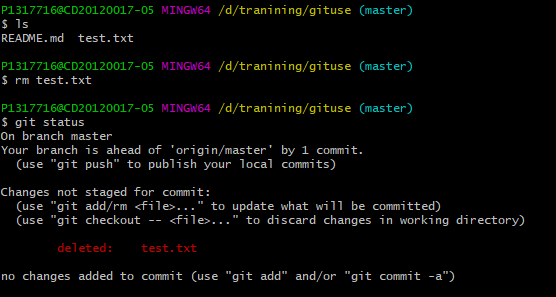 P1317716@CD20120017-05 MINGW64 /d/tranining/gituse (master)
$ ls
README.md  test.txt
P1317716@CD20120017-05 MINGW64 /d/tranining/gituse (master)
$ rm test.txt
P1317716@CD20120017-05 MINGW64 /d/tranining/gituse (master)
$ git status
On branch master
Your branch is ahead of 'origin/master' by 1 commit.
  (use "git push" to publish your local commits)
Changes not staged for commit:
  (use "git add/rm <file>..." to update what will be committed)
  (use "git checkout -- <file>..." to discard changes in working directory)
        deleted:    test.txt
no changes added to commit (use "git add" and/or "git commit -a")